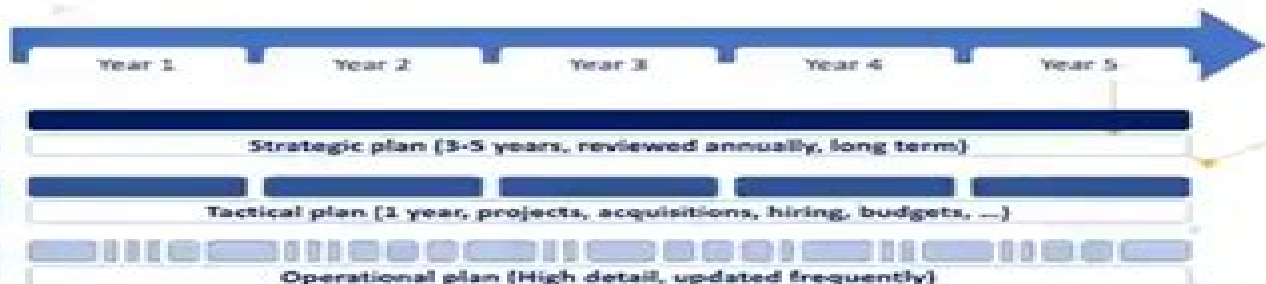 Year 1 Year 2 Year 3 Year 4 Year 5
Strategic plan (3-5 years, reviewed annually, long term)
Tactical plan (1 year, projects, acquisitions, hiring, budgets, ...)
Operational plan (High detail, updated frequently)